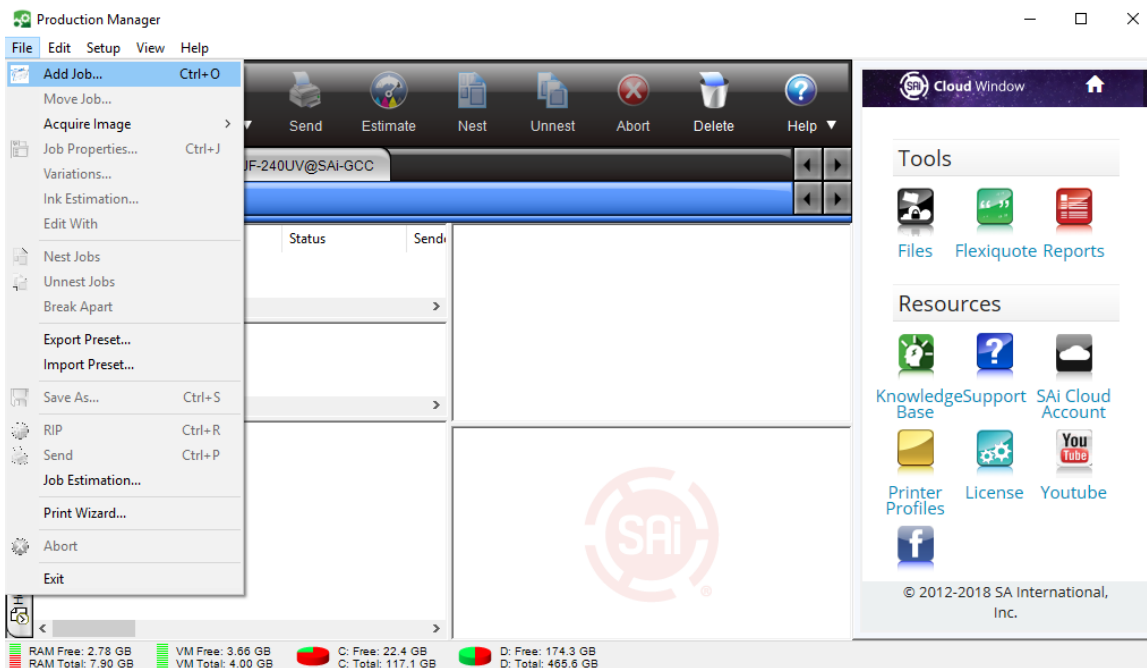 Production Manager
File Edit Setup View Help
Add Job... Ctrl+O
Move Job...
Acquire Image
Job Properties... Ctrl+J
Variations...
Ink Estimation...
Edit With
Nest Jobs
Unnest Jobs
Break Apart
Export Preset...
Import Preset...
Save As... Ctrl+S
RIP Ctrl+R
Send Ctrl+P
Job Estimation...
Print Wizard...
Abort
Exit
Send Estimate Nest Unnest Abort Delete Help
JF-240UV@SAi-GCC
Status Sende
SAi
®
SAi Cloud Window
Tools
Files Flexiquote Reports
Resources
Knowledge Base
Support
SAi Cloud Account
You Tube
Printer Profiles
License
Youtube
© 2012-2018 SA International, Inc.
RAM Free: 2.78 GB VM Free: 3.66 GB C: Free: 22.4 GB D: Free: 174.3 GB
RAM Total: 7.90 GB VM Total: 4.00 GB C: Total: 117.1 GB D: Total: 465.6 GB